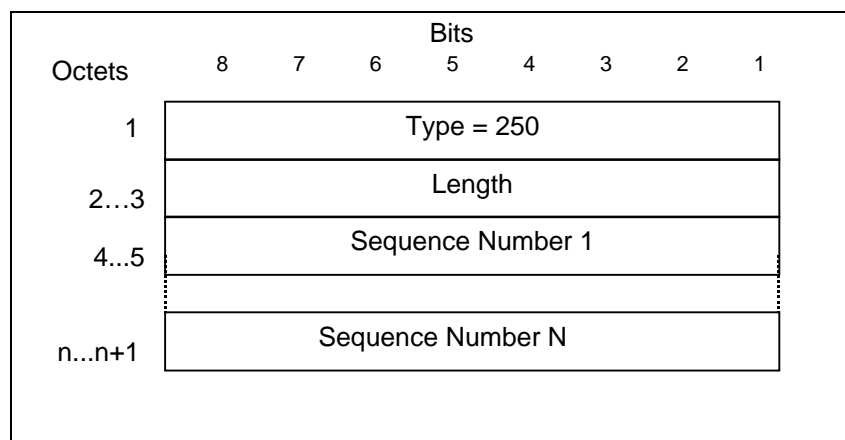 Bits
Octets 8 7 6 5 4 3 2 1
1 Type = 250
2…3 Length
4...5 Sequence Number 1
n...n+1 Sequence Number N